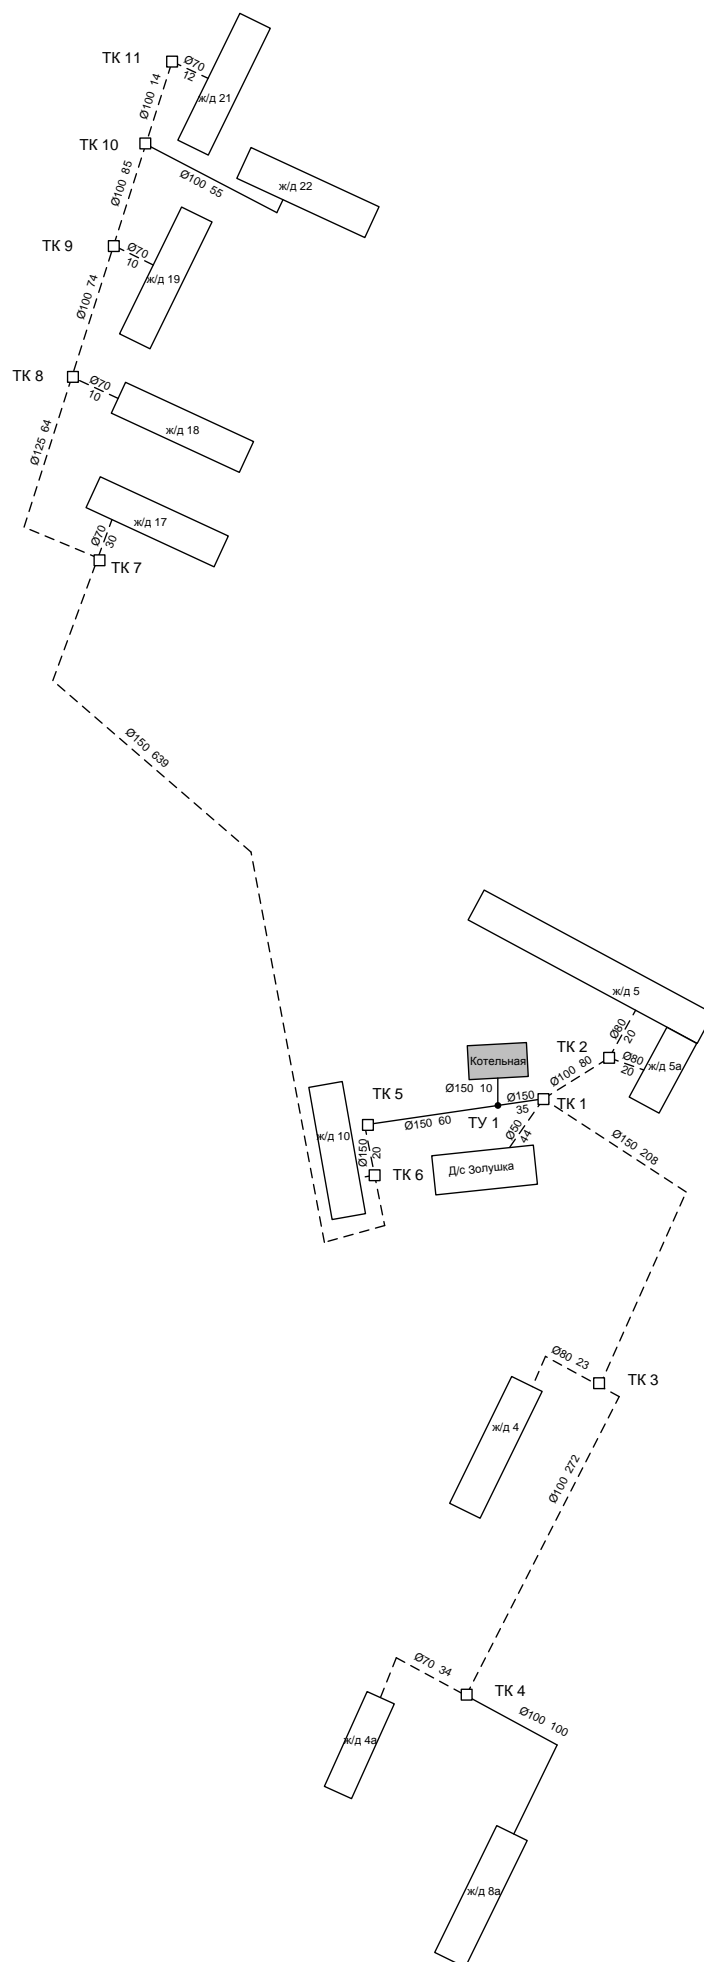 ТК 11
Ø70
12
Ø100 14
ж/д 21
ТК 10
Ø100 85
Ø100 55
ж/д 22
ТК 9
Ø70
10
ж/д 19
Ø100 74
ТК 8
Ø70
10
ж/д 18
Ø125 64
ж/д 17
Ø70
30
ТК 7
Ø150 639
ж/д 5
Ø80
20
ТК 2
Ø80
20
ж/д 5а
Котельная
Ø100 80
Ø150 10
Ø150
35
ТК 5
ТК 1
ТУ 1
Ø150 60
Ø50
44
ж/д 10
Ø150
20
Ø150 208
Д/с Золушка
ТК 6
Ø80 23
ТК 3
ж/д 4
Ø100 272
Ø70 34
ТК 4
Ø100 100
ж/д 4а
ж/д 8а